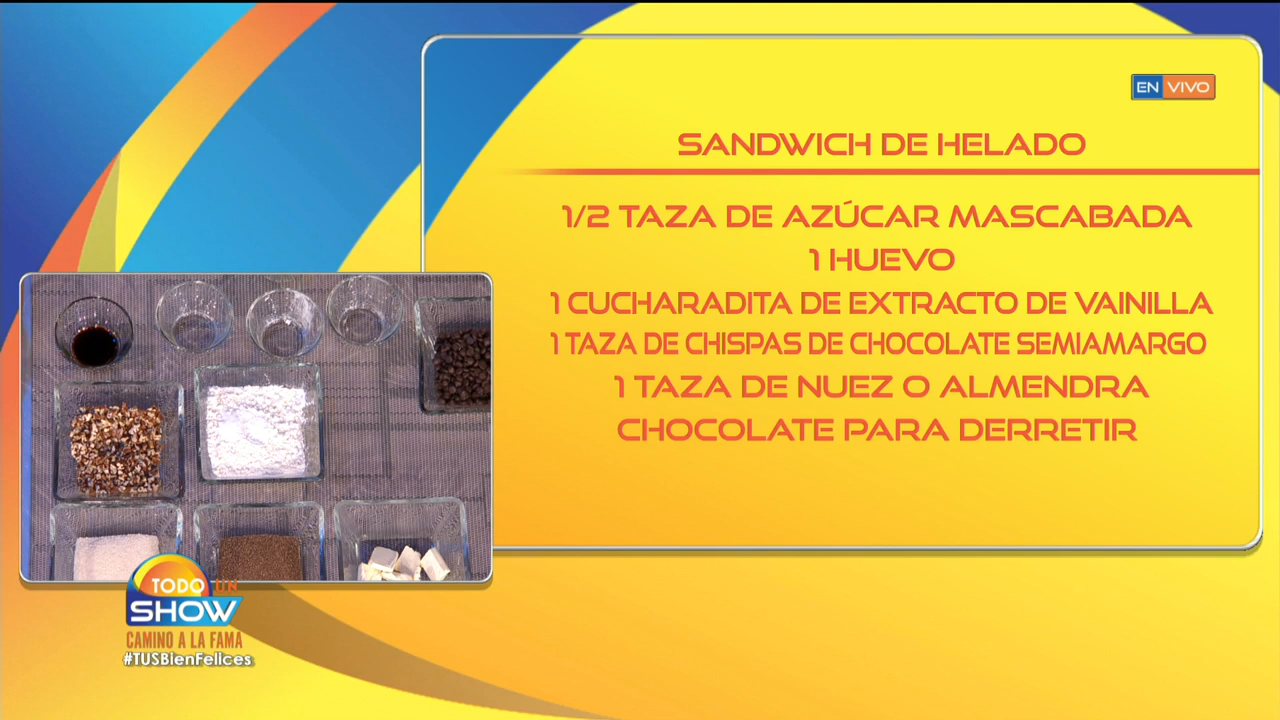 EN VIVO
SANDWICH DE HELADO
1/2 TAZA DE AZÚCAR MASCABADA
1 HUEVO
1 CUCHARADITA DE EXTRACTO DE VAINILLA
1 TAZA DE CHISPAS DE CHOCOLATE SEMIAMARGO
1 TAZA DE NUEZ O ALMENDRA
CHOCOLATE PARA DERRETIR
TODO UN
SHOW
CAMINO A LA FAMA
#TUSBienFelices